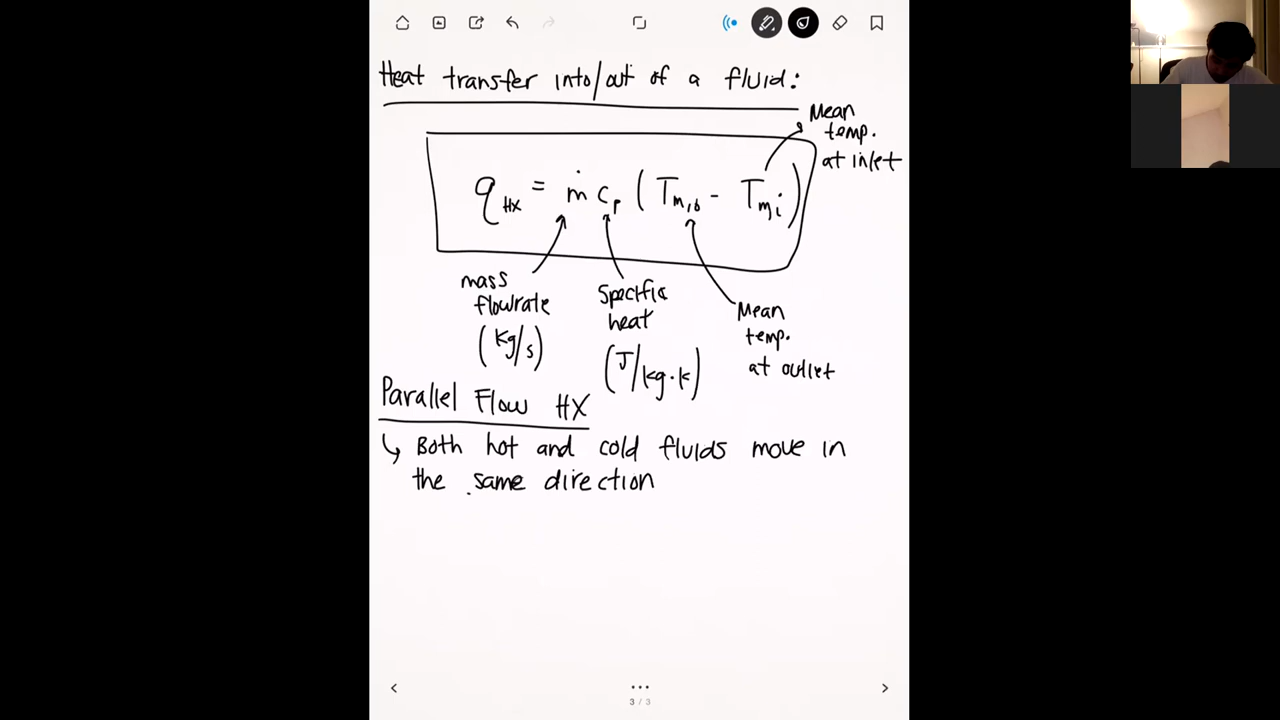 Heat transfer into/out of a fluid:
Mean
temp.
at inlet
q_HX = ṁ c_p (T_m,o - T_m,i)
mass
flowrate
(kg/s)
Specific
heat
(J/kg·K)
Mean
temp.
at outlet
Parallel Flow HX
↳ Both hot and cold fluids move in
the same direction
3 / 3